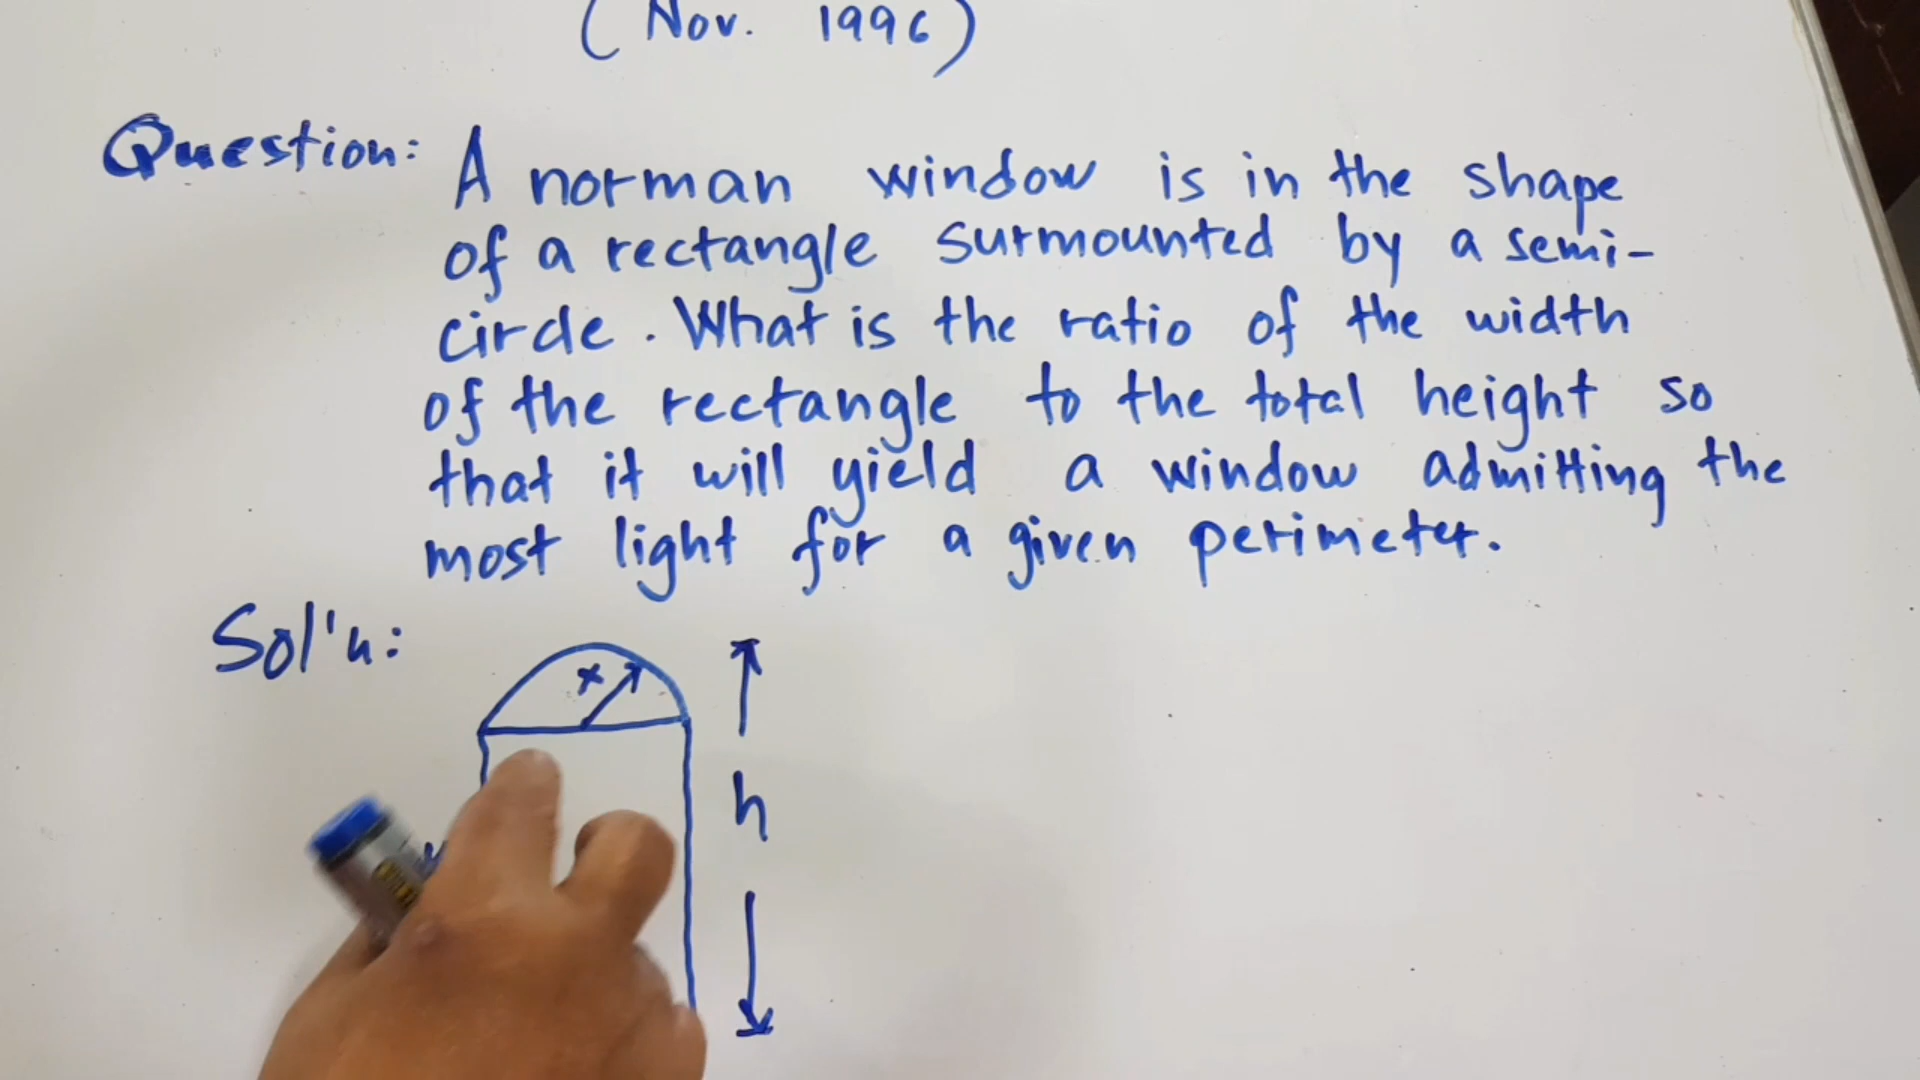 (Nov. 1996)
Question: A norman window is in the shape
of a rectangle surmounted by a semi-
circle. What is the ratio of the width
of the rectangle to the total height so
that it will yield a window admitting the
most light for a given perimeter.
Sol'n:
x
h